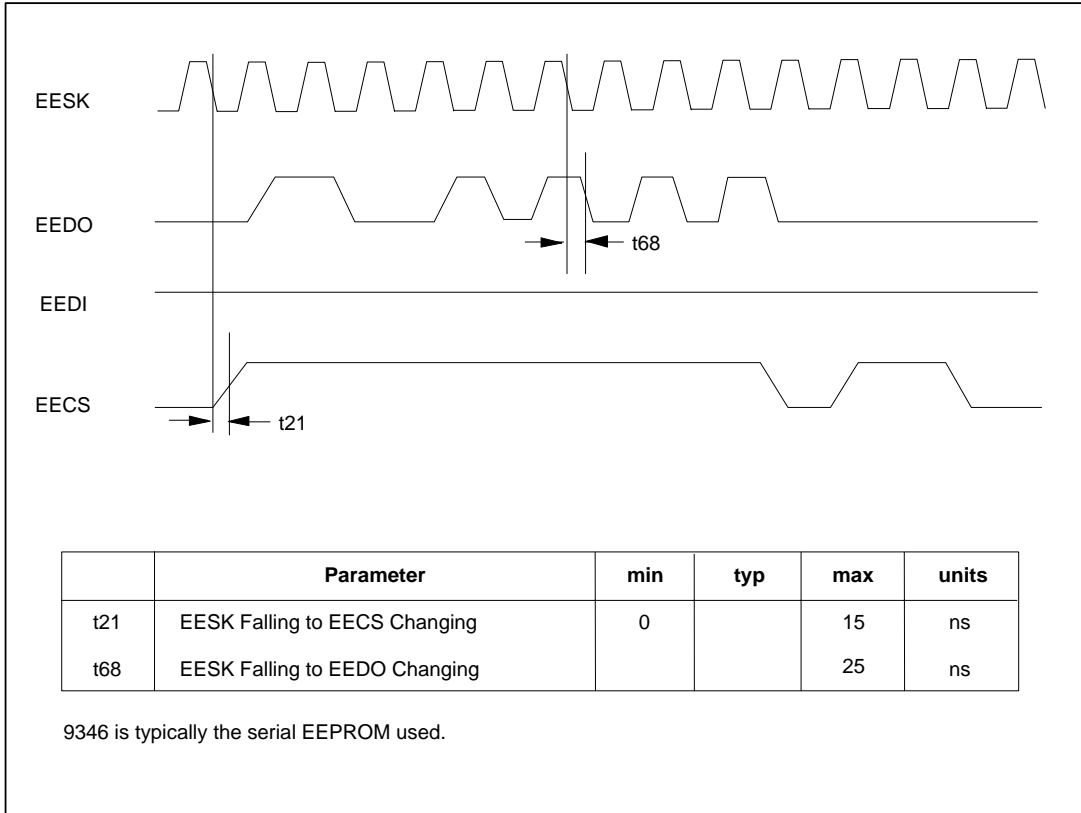 EESK
EEDO
t68
EEDI
EECS
t21
Parameter min typ max units
t21 EESK Falling to EECS Changing 0 15 ns
t68 EESK Falling to EEDO Changing 25 ns
9346 is typically the serial EEPROM used.